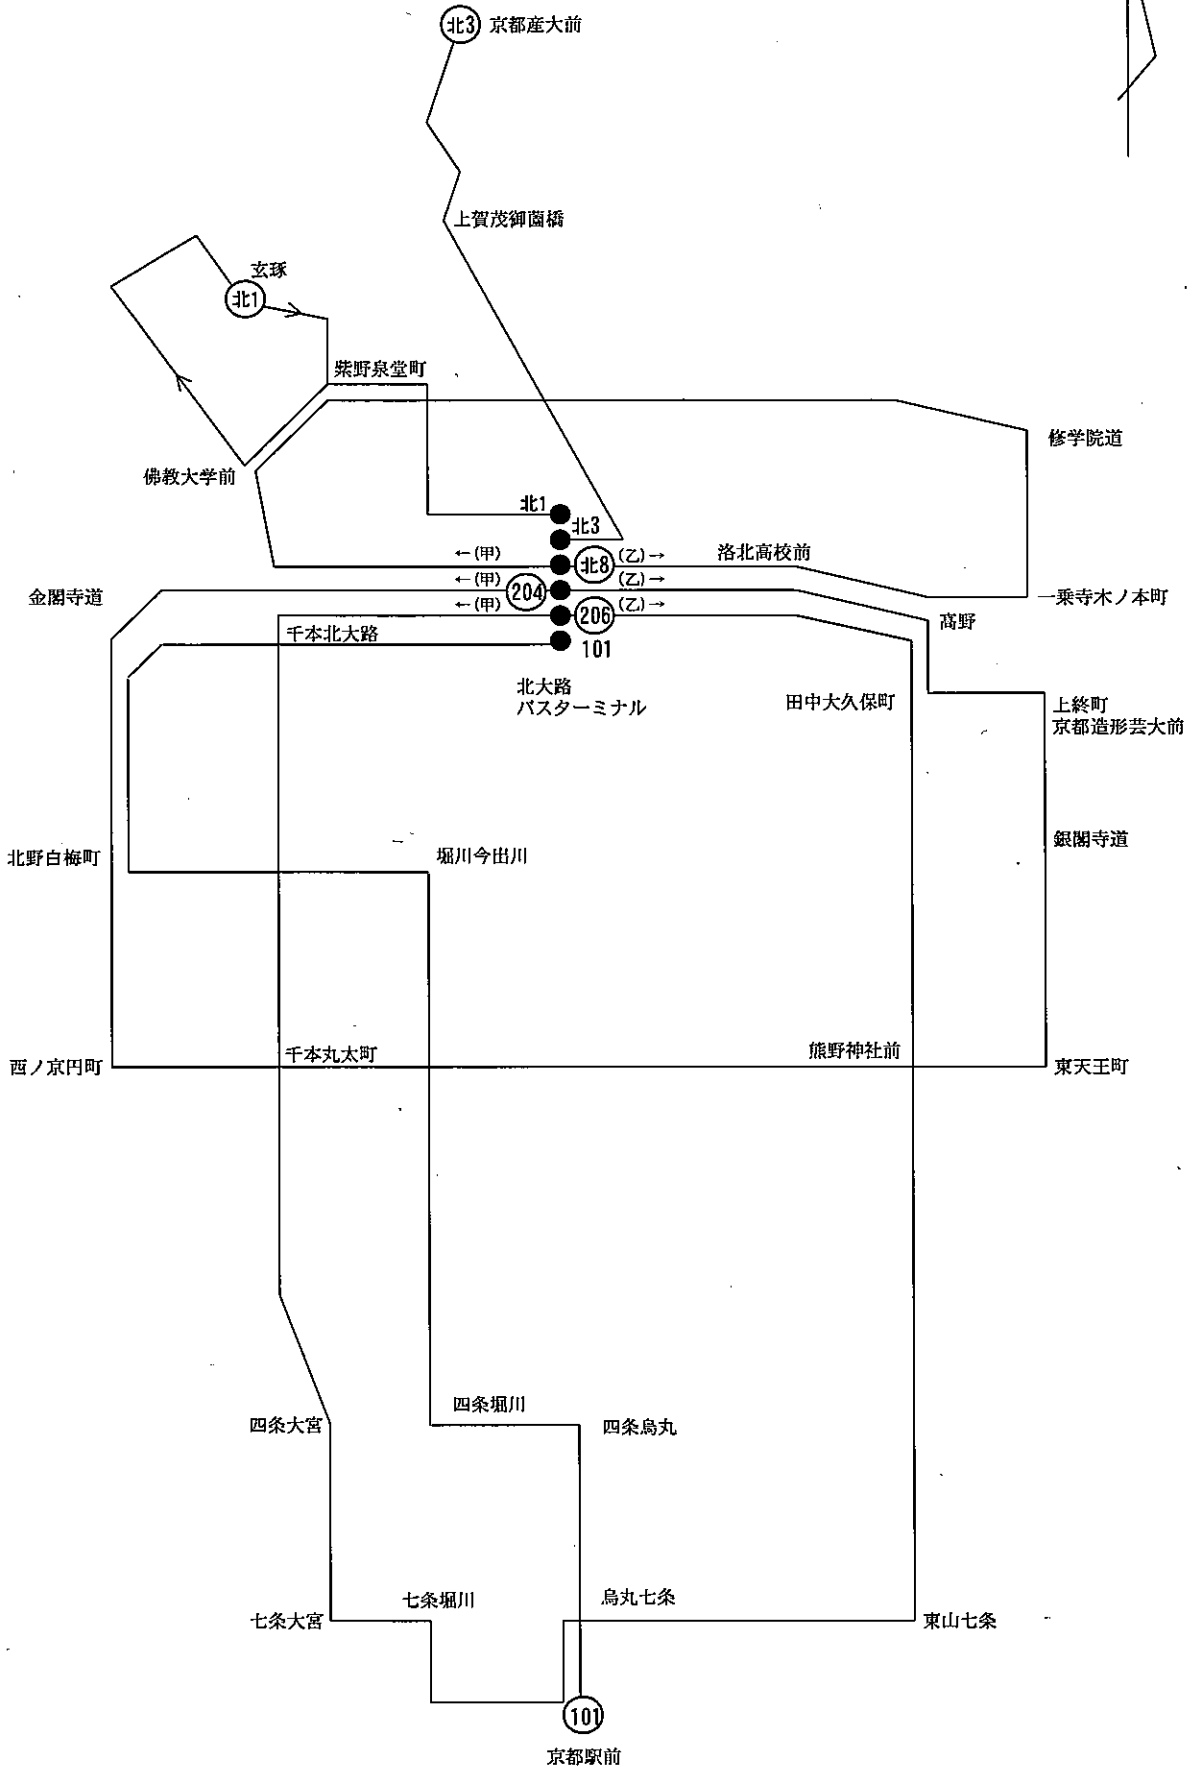 北3 京都産大前
上賀茂御薗橋
玄琢
北1
紫野泉堂町
修学院道
佛教大学前
北1
北3
←(甲) 北8 (乙)→ 洛北高校前
←(甲) 204 (乙)→
金閣寺道
一乗寺木ノ本町
←(甲) 206 (乙)→
高野
千本北大路
101
北大路
バスターミナル
田中大久保町
上終町
京都造形芸大前
銀閣寺道
北野白梅町
堀川今出川
千本丸太町
熊野神社前
西ノ京円町
東天王町
四条堀川
四条大宮
四条烏丸
七条堀川
烏丸七条
七条大宮
東山七条
101
京都駅前